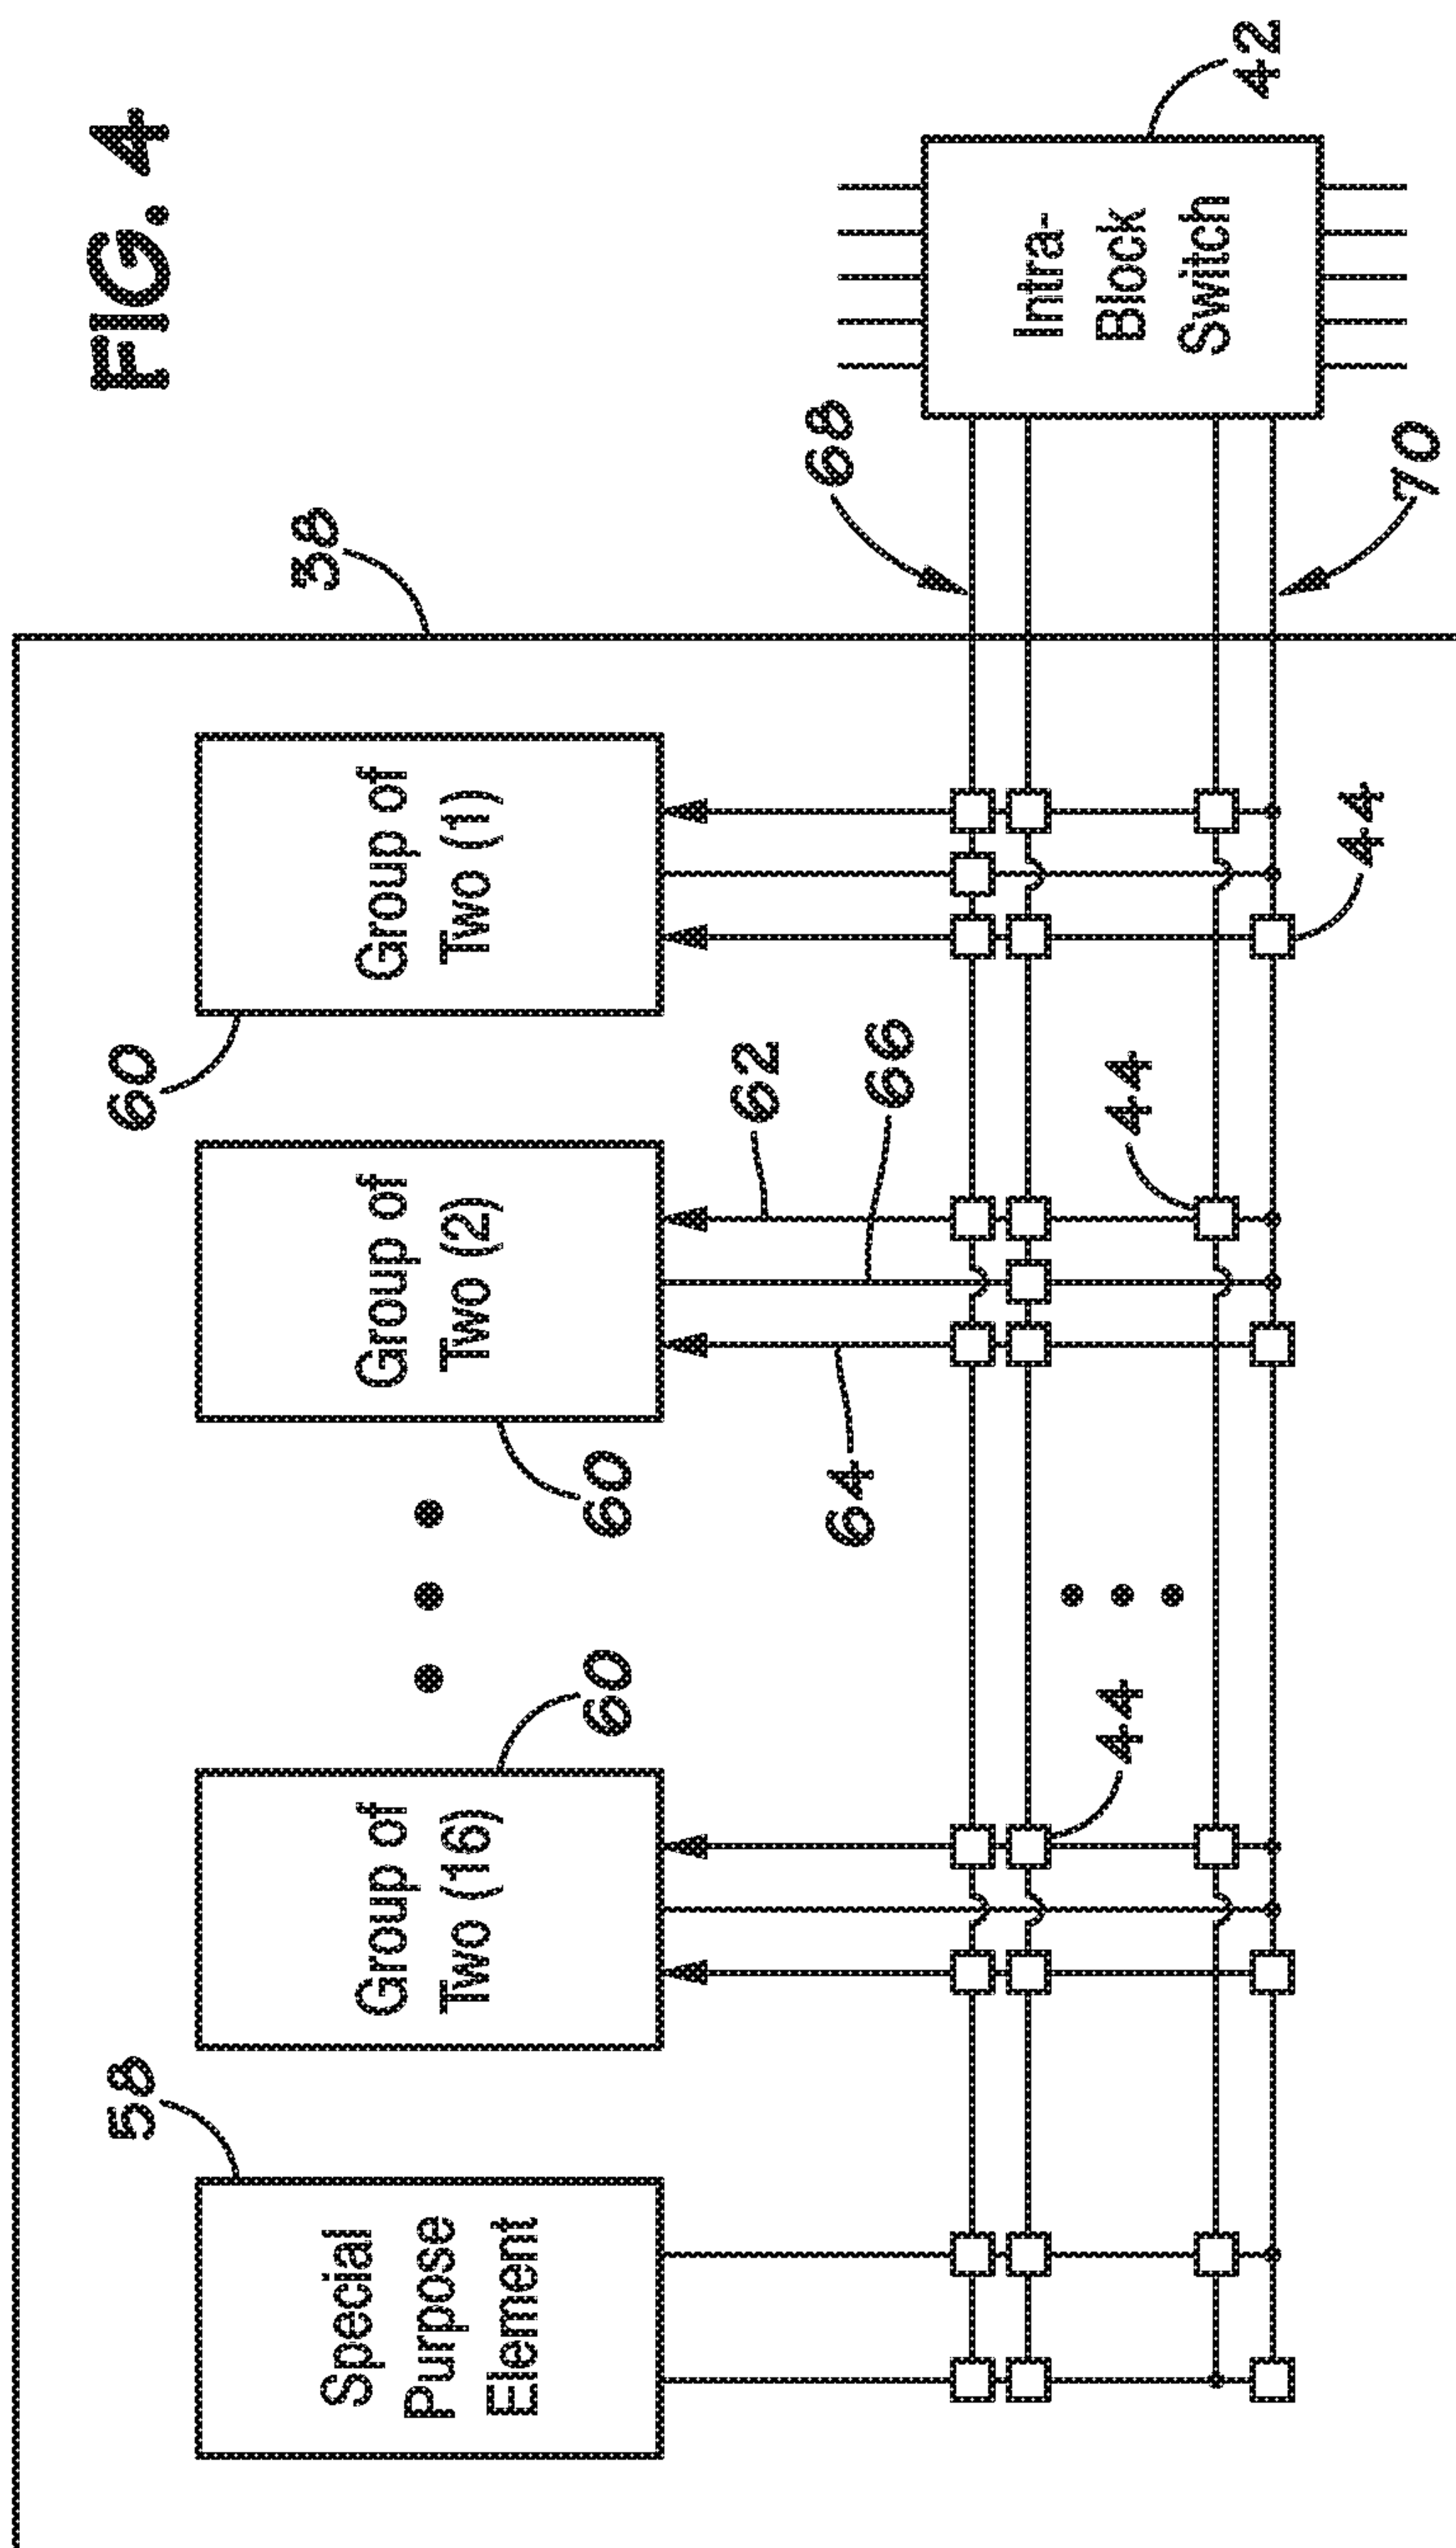 FIG. 4
38
58
60
60
60
Special
Purpose
Element
Group of
Two (16)
Group of
Two (2)
Group of
Two (1)
62
64
66
68
44
44
44
70
Intra-
Block
Switch
42